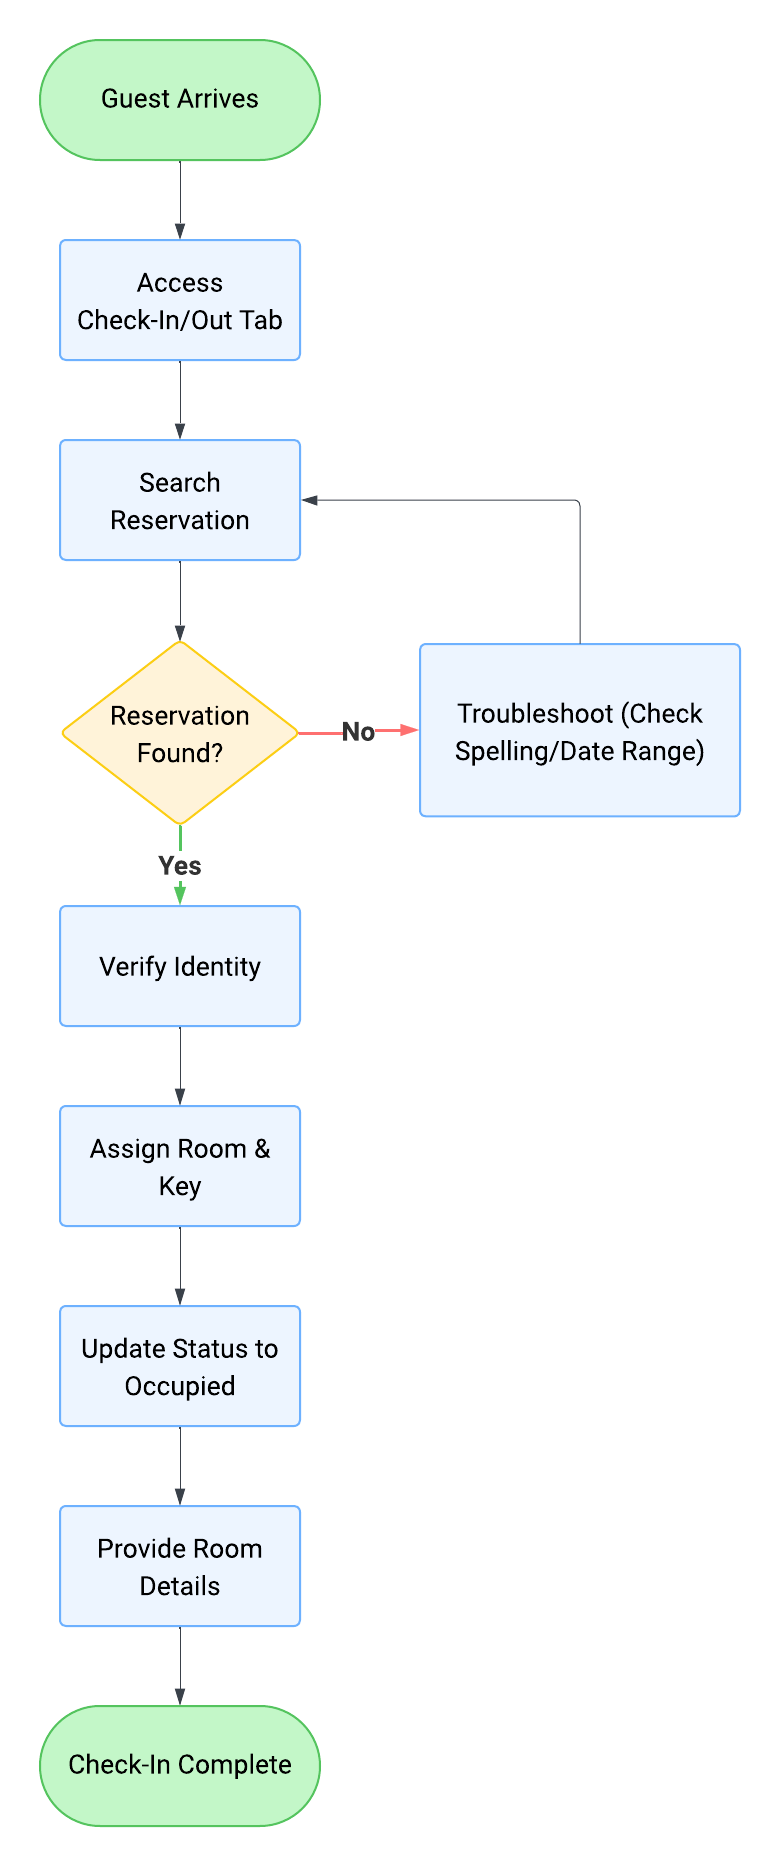 Guest Arrives
Access
Check-In/Out Tab
Search
Reservation
Reservation
Found?
No
Troubleshoot (Check
Spelling/Date Range)
Yes
Verify Identity
Assign Room &
Key
Update Status to
Occupied
Provide Room
Details
Check-In Complete